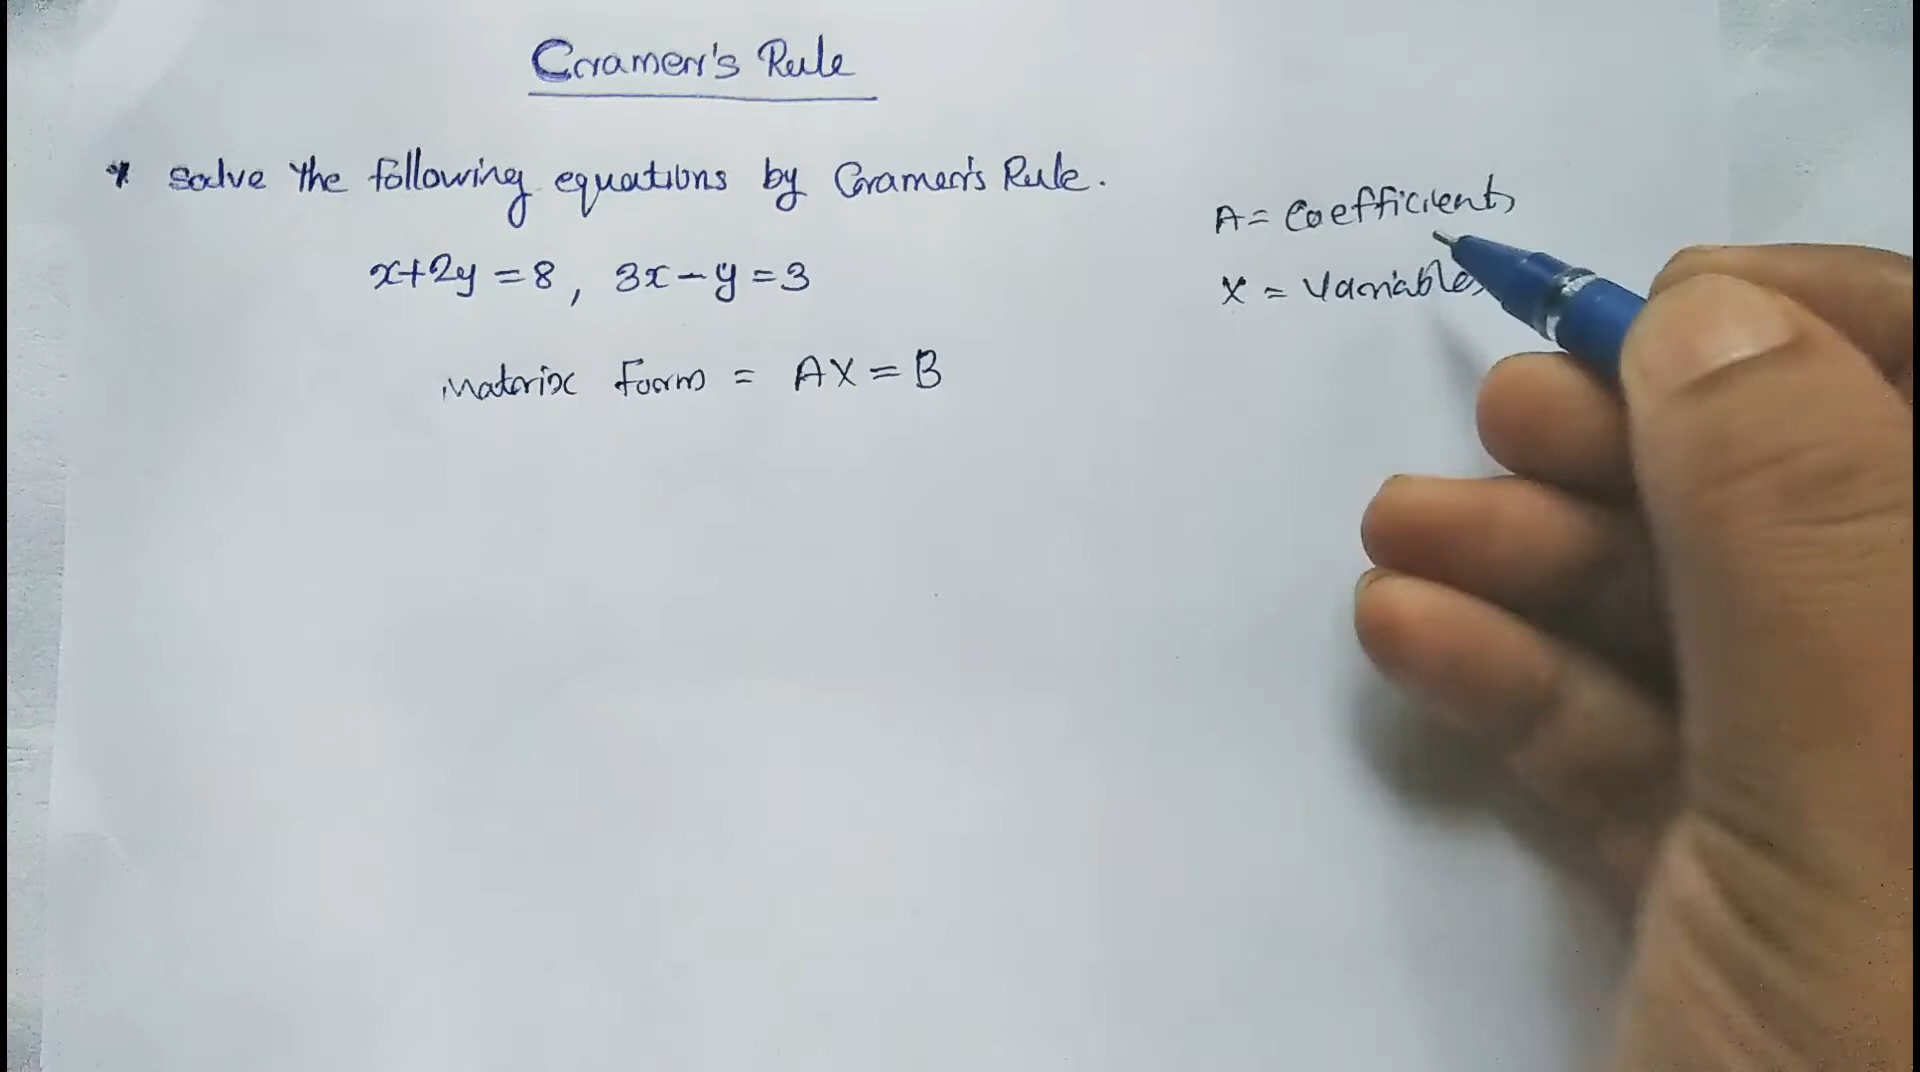 Cramer's Rule
* Solve the following equations by Cramer's Rule.
x+2y = 8, 3x-y=3
Matrix Form = AX = B
A = Coefficients
X = Variables